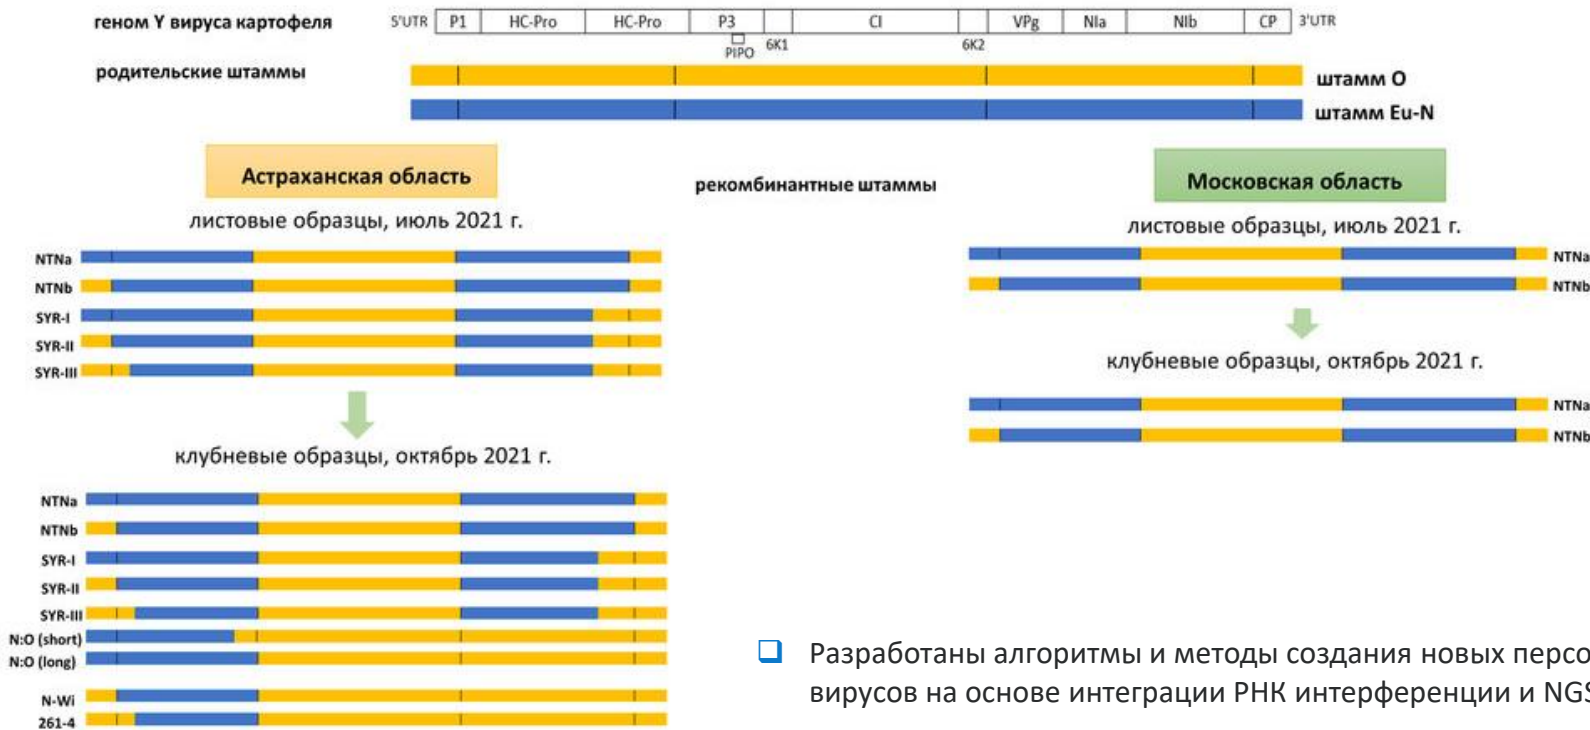 геном Y вируса картофеля
5'UTR P1 HC-Pro HC-Pro P3 CI VPg NIa NIb CP 3'UTR
PIPO 6K1 6K2
родительские штаммы
штамм O
штамм Eu-N
Астраханская область
рекомбинантные штаммы
Московская область
листовые образцы, июль 2021 г.
NTNa
NTNb
SYR-I
SYR-II
SYR-III
клубневые образцы, октябрь 2021 г.
NTNa
NTNb
SYR-I
SYR-II
SYR-III
N:O (short)
N:O (long)
N-Wi
261-4
листовые образцы, июль 2021 г.
NTNa
NTNb
клубневые образцы, октябрь 2021 г.
NTNa
NTNb
Разработаны алгоритмы и методы создания новых
вирусов на основе интеграции РНК интерференции и